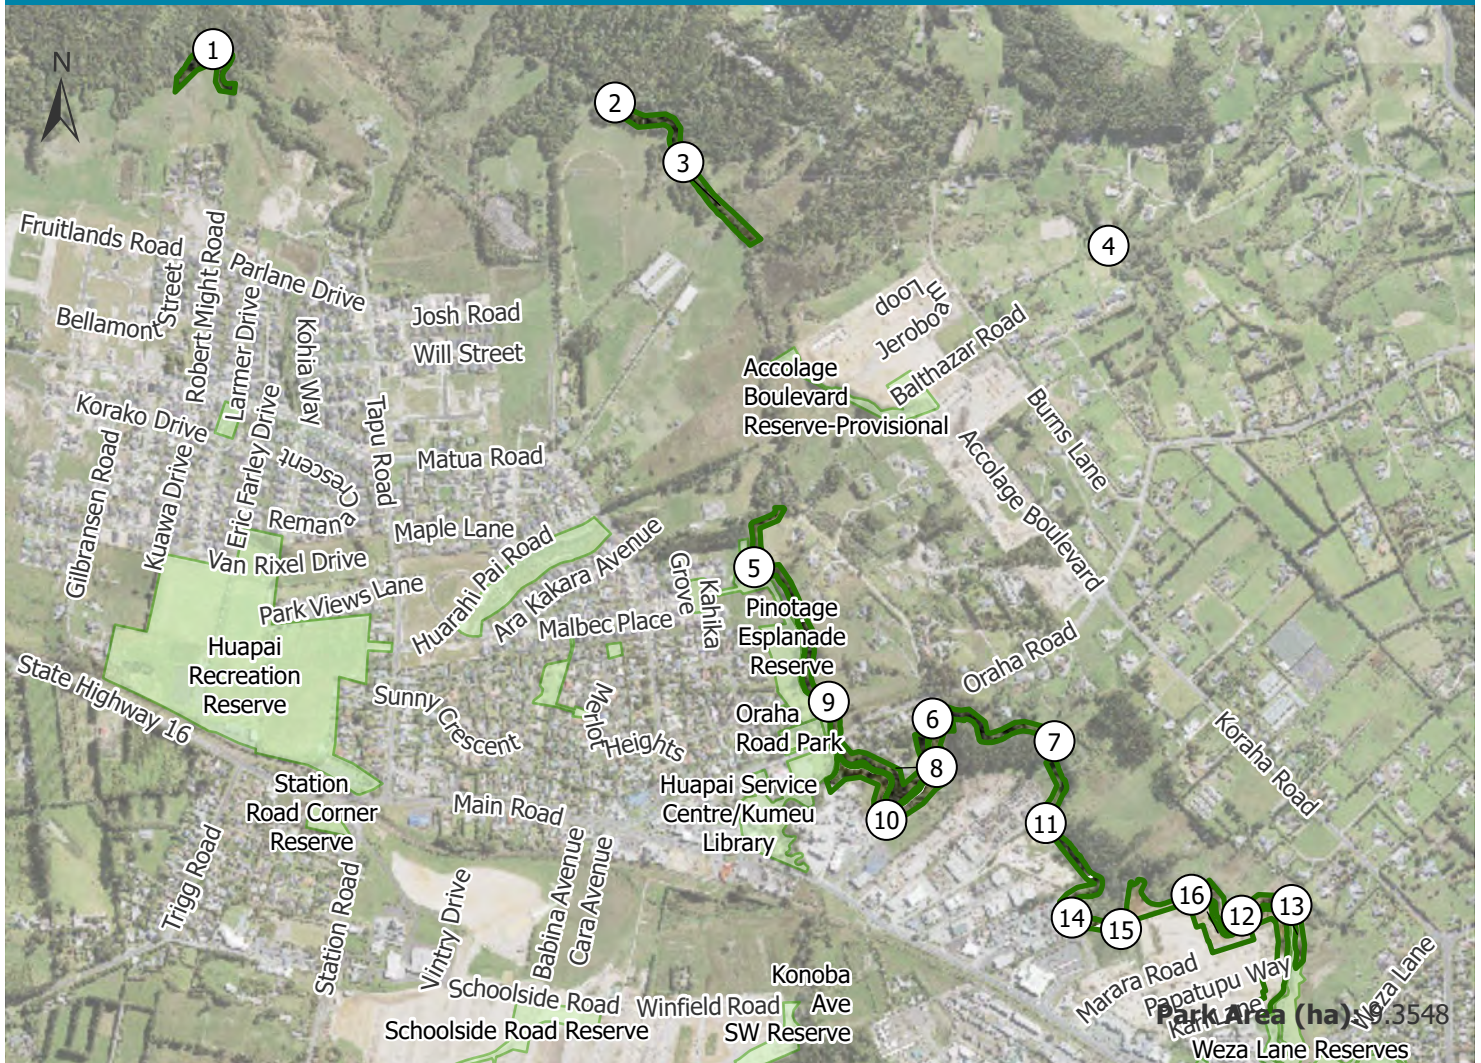 1
N
2
3
Fruitlands Road
Robert Might Road
Parlane Drive
4
Bellamont Street
Larmer Drive
Kohia Way
Josh Road
Will Street
Jeroboam Loop
Balthazar Road
Accolage
Boulevard
Reserve-Provisional
Korako Drive
Tapu Road
Burns Lane
Gilbransen Road
Kuawa Drive
Eric Farley Drive
Remana Crescent
Matua Road
Accolage Boulevard
Maple Lane
Van Rixel Drive
Huarahi Pai Road
Ara Kakara Avenue
5
Park Views Lane
Malbec Place
Kahika Grove
Pinotage
Esplanade
Reserve
Huapai
Recreation
Reserve
Oraha Road
State Highway 16
Sunny Crescent
Merlot Heights
9
Oraha
Road Park
6
7
Koraha Road
8
Station
Road Corner
Reserve
Main Road
Huapai Service
Centre/Kumeu
Library
10
11
Trigg Road
Station Road
Vintry Drive
Babina Avenue
Cara Avenue
16
12
13
14
15
Marara Road
Papatupu Way
Weza Lane
Schoolside Road
Winfield Road
Konoba
Ave
SW Reserve
Schoolside Road Reserve
Park Area (ha): 9.3548
Weza Lane Reserves